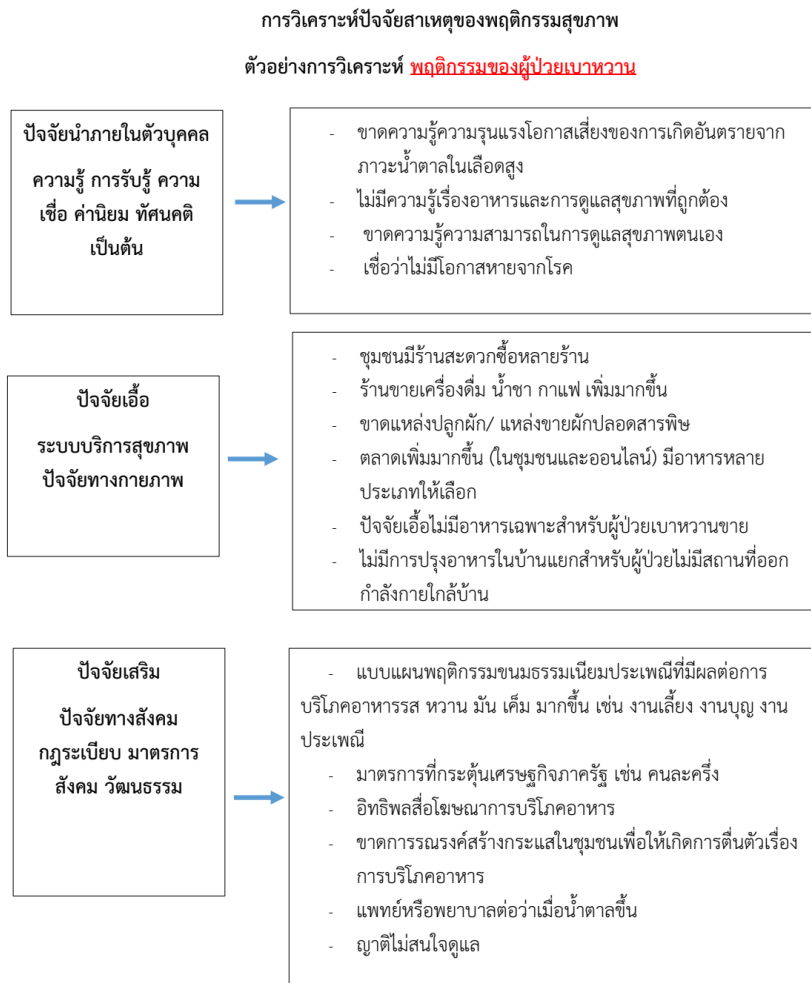 การวิเคราะห์ปัจจัยสาเหตุของพฤติกรรมสุขภาพ
ตัวอย่างการวิเคราะห์ พฤติกรรมของผู้ป่วยเบาหวาน
ปัจจัยนำภายในตัวบุคคล
ความรู้ การรับรู้ ความ
เชื่อ ค่านิยม ทัศนคติ
เป็นต้น
- ขาดความรู้ความรุนแรงโอกาสเสี่ยงของการเกิดอันตรายจาก
ภาวะน้ำตาลในเลือดสูง
- ไม่มีความรู้เรื่องอาหารและการดูแลสุขภาพที่ถูกต้อง
- ขาดความรู้ความสามารถในการดูแลสุขภาพตนเอง
- เชื่อว่าไม่มีโอกาสหายจากโรค
ปัจจัยเอื้อ
ระบบบริการสุขภาพ
ปัจจัยทางกายภาพ
- ชุมชนมีร้านสะดวกซื้อหลายร้าน
- ร้านขายเครื่องดื่ม น้ำชา กาแฟ เพิ่มมากขึ้น
- ขาดแหล่งปลูกผัก/ แหล่งขายผักปลอดสารพิษ
- ตลาดเพิ่มมากขึ้น (ในชุมชนและออนไลน์) มีอาหารหลาย
ประเภทให้เลือก
- ปัจจัยเอื้อไม่มีอาหารเฉพาะสำหรับผู้ป่วยเบาหวานขาย
- ไม่มีการปรุงอาหารในบ้านแยกสำหรับผู้ป่วยไม่มีสถานที่ออก
กำลังกายใกล้บ้าน
ปัจจัยเสริม
ปัจจัยทางสังคม
กฎระเบียบ มาตรการ
สังคม วัฒนธรรม
- แบบแผนพฤติกรรมขนมธรรมเนียมประเพณีที่มีผลต่อการ
บริโภคอาหารรส หวาน มัน เค็ม มากขึ้น เช่น งานเลี้ยง งานบุญ งาน
ประเพณี
- มาตรการที่กระตุ้นเศรษฐกิจภาครัฐ เช่น คนละครึ่ง
- อิทธิพลสื่อโฆษณาการบริโภคอาหาร
- ขาดการรณรงค์สร้างกระแสในชุมชนเพื่อให้เกิดการตื่นตัวเรื่อง
การบริโภคอาหาร
- แพทย์หรือพยาบาลต่อว่าเมื่อน้ำตาลขึ้น
- ญาติไม่สนใจดูแล